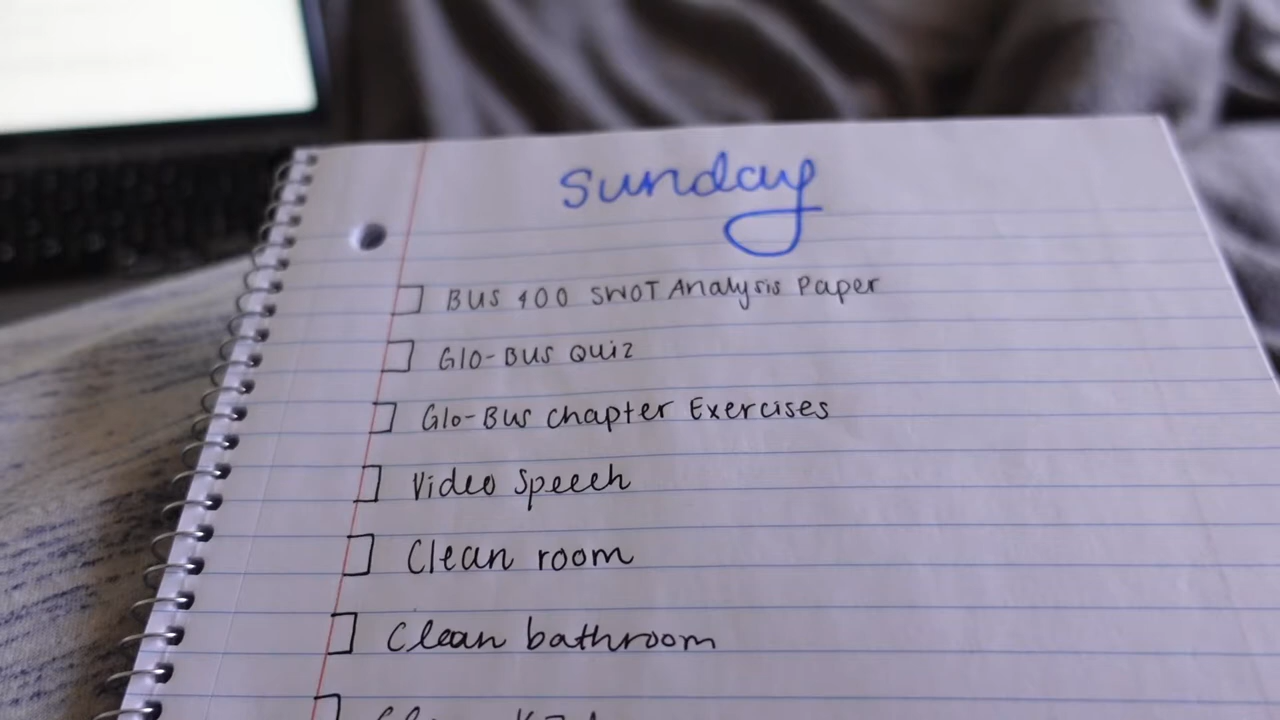 sunday
BUS 400 SWOT Analysis Paper
Glo-Bus Quiz
Glo-Bus chapter Exercises
Video Speech
Clean room
Clean bathroom